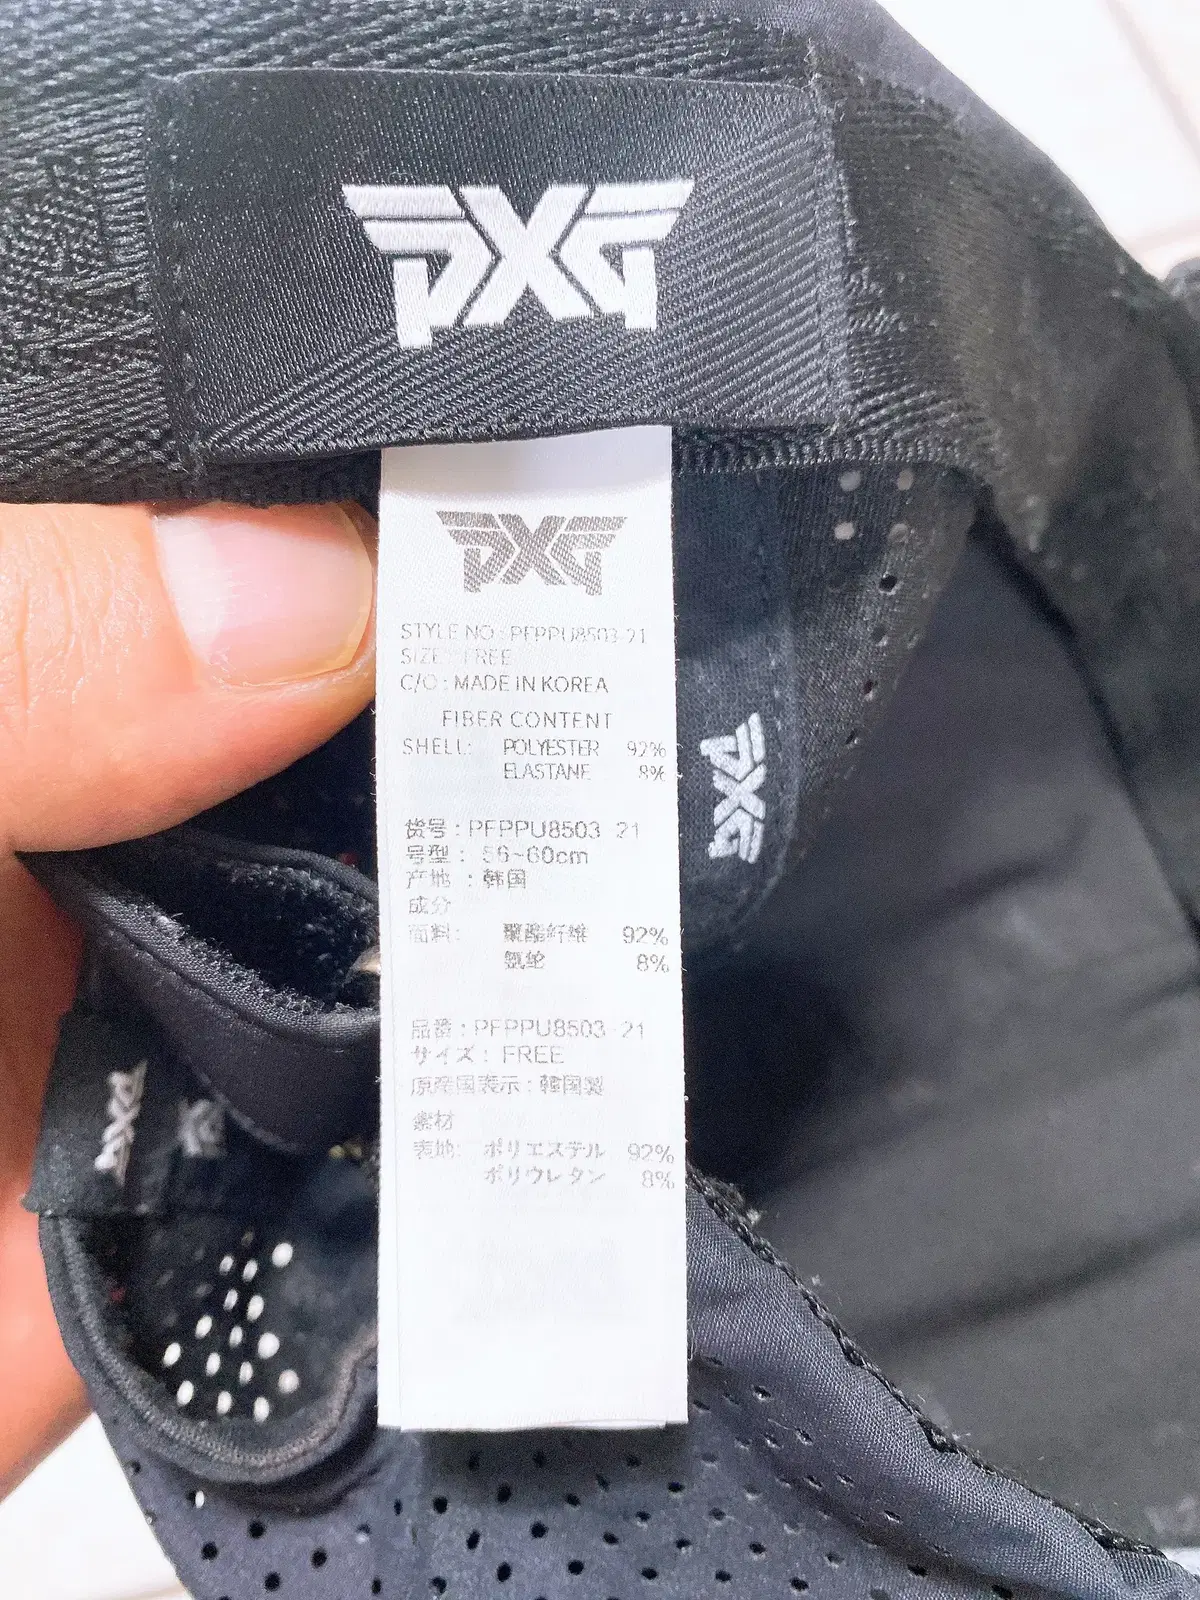 PXG
PXG
STYLE NO : PFPPU8503 21
SIZE : FREE
C/O : MADE IN KOREA
FIBER CONTENT
SHELL: POLYESTER 92%
ELASTANE 8%
货号 : PFPPU8503 21
号型 : 56~60cm
产地 : 韩国
成分
面料: 聚酯纤维 92%
氨纶 8%
品番 : PFPPU8503 21
サイズ : FREE
原産国表示 : 韓国製
素材
表地: ポリエステル 92%
ポリウレタン 8%
PXG
PXG
PXG